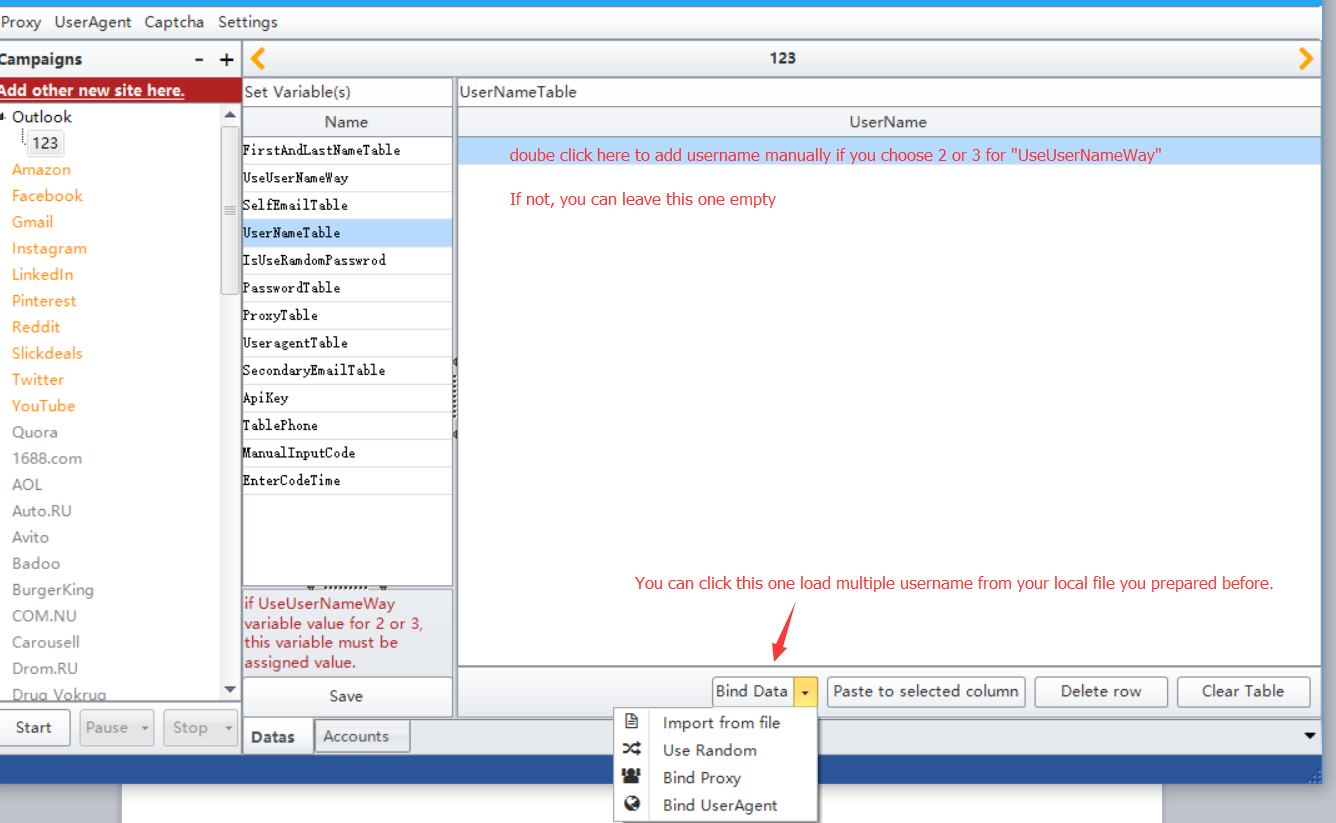 Proxy UserAgent Captcha Settings
Campaigns - +
123
Add other new site here.
Set Variable(s)
UserNameTable
Outlook
123
Amazon
Facebook
Gmail
Instagram
LinkedIn
Pinterest
Reddit
Slickdeals
Twitter
YouTube
Quora
1688.com
AOL
Auto.RU
Avito
Badoo
BurgerKing
COM.NU
Carousell
Drom.RU
Drug Vokrug
Start Pause Stop
Name
FirstAndLastNameTable
UseUserNameWay
SelfEmailTable
UserNameTable
IsUseRamdomPasswrod
PasswordTable
ProxyTable
UseragentTable
SecondaryEmailTable
ApiKey
TablePhone
ManualInputCode
EnterCodeTime
if UseUserNameWay
variable value for 2 or 3,
this variable must be
assigned value.
Save
Datas Accounts
UserName
doube click here to add username manually if you choose 2 or 3 for "UseUserNameWay"
If not, you can leave this one empty
You can click this one load multiple username from your local file you prepared before.
Bind Data Paste to selected column Delete row Clear Table
Import from file
Use Random
Bind Proxy
Bind UserAgent